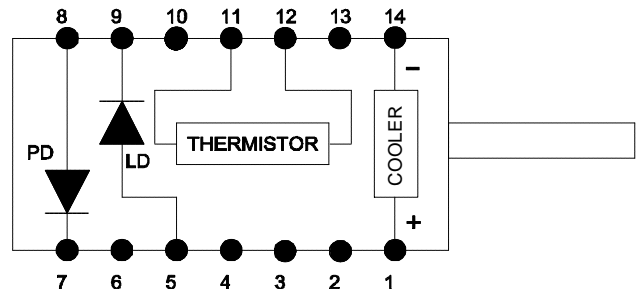 8 9 10 11 12 13 14
−
THERMISTOR
COOLER
PD
LD
+
7 6 5 4 3 2 1